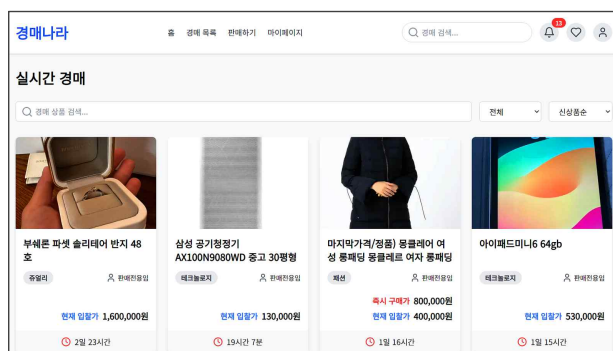 경매나라
홈 경매 목록 판매하기 마이페이지
경매 검색...
13
실시간 경매
경매 상품 검색...
전체
신상품순
부쉐론 파셋 솔리테어 반지 48
호
쥬얼리
판매전용임
현재 입찰가 1,600,000원
2일 23시간
삼성 공기청정기
AX100N9080WD 중고 30평형
테크놀로지
판매전용임
현재 입찰가 130,000원
19시간 7분
마지막가격/정품) 몽클레어 여
성 롱패딩 몽클레르 여자 롱패딩
패션
판매전용임
즉시 구매가 800,000원
현재 입찰가 400,000원
1일 16시간
아이패드미니6 64gb
테크놀로지
판매전용임
현재 입찰가 530,000원
1일 15시간